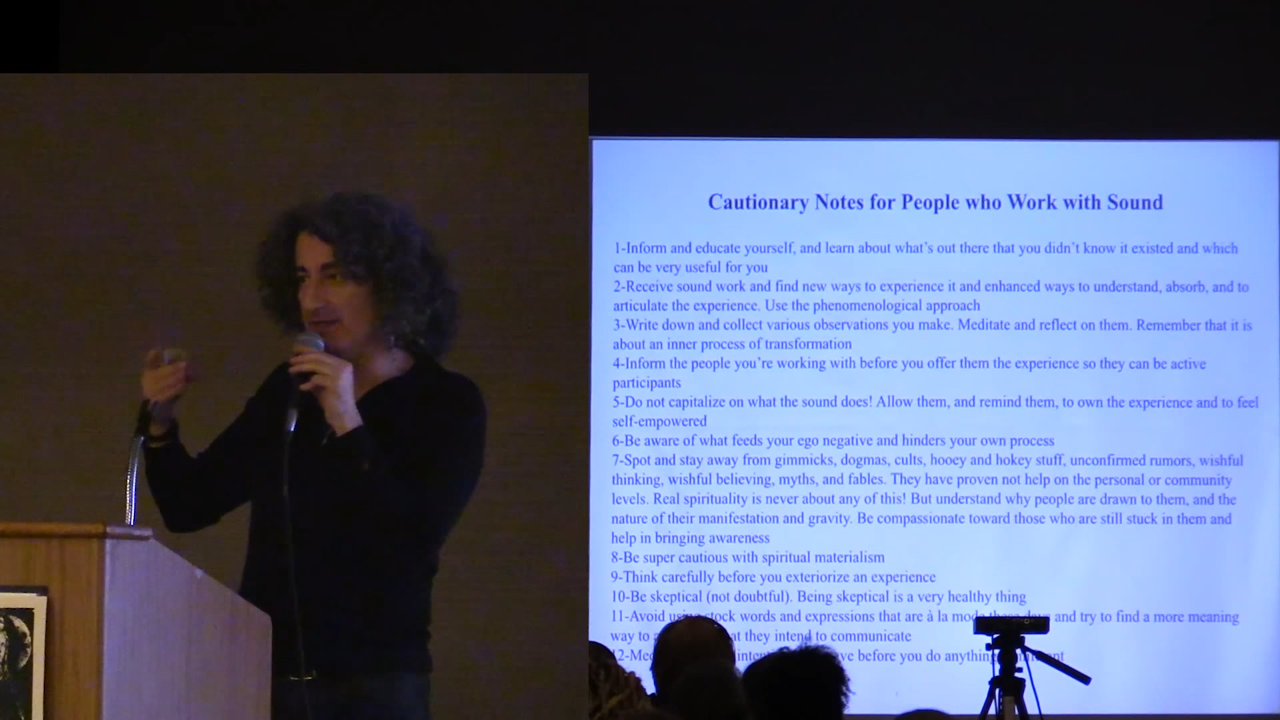 Cautionary Notes for People who Work with Sound
1-Inform and educate yourself, and learn about what's out there that you didn't know it existed and which
can be very useful for you
2-Receive sound work and find new ways to experience it and enhanced ways to understand, absorb, and to
articulate the experience. Use the phenomenological approach
3-Write down and collect various observations you make. Meditate and reflect on them. Remember that it is
about an inner process of transformation
4-Inform the people you're working with before you offer them the experience so they can be active
participants
5-Do not capitalize on what the sound does! Allow them, and remind them, to own the experience and to feel
self-empowered
6-Be aware of what feeds your ego negative and hinders your own process
7-Spot and stay away from gimmicks, dogmas, cults, hooey and hokey stuff, unconfirmed rumors, wishful
thinking, wishful believing, myths, and fables. They have proven not help on the personal or community
levels. Real spirituality is never about any of this! But understand why people are drawn to them, and the
nature of their manifestation and gravity. Be compassionate toward those who are still stuck in them and
help in bringing awareness
8-Be super cautious with spiritual materialism
9-Think carefully before you exteriorize an experience
10-Be skeptical (not doubtful). Being skeptical is a very healthy thing
11-Avoid using stock words and expressions that are à la mode these days and try to find a more meaning
way to they intend to communicate
before you do anything